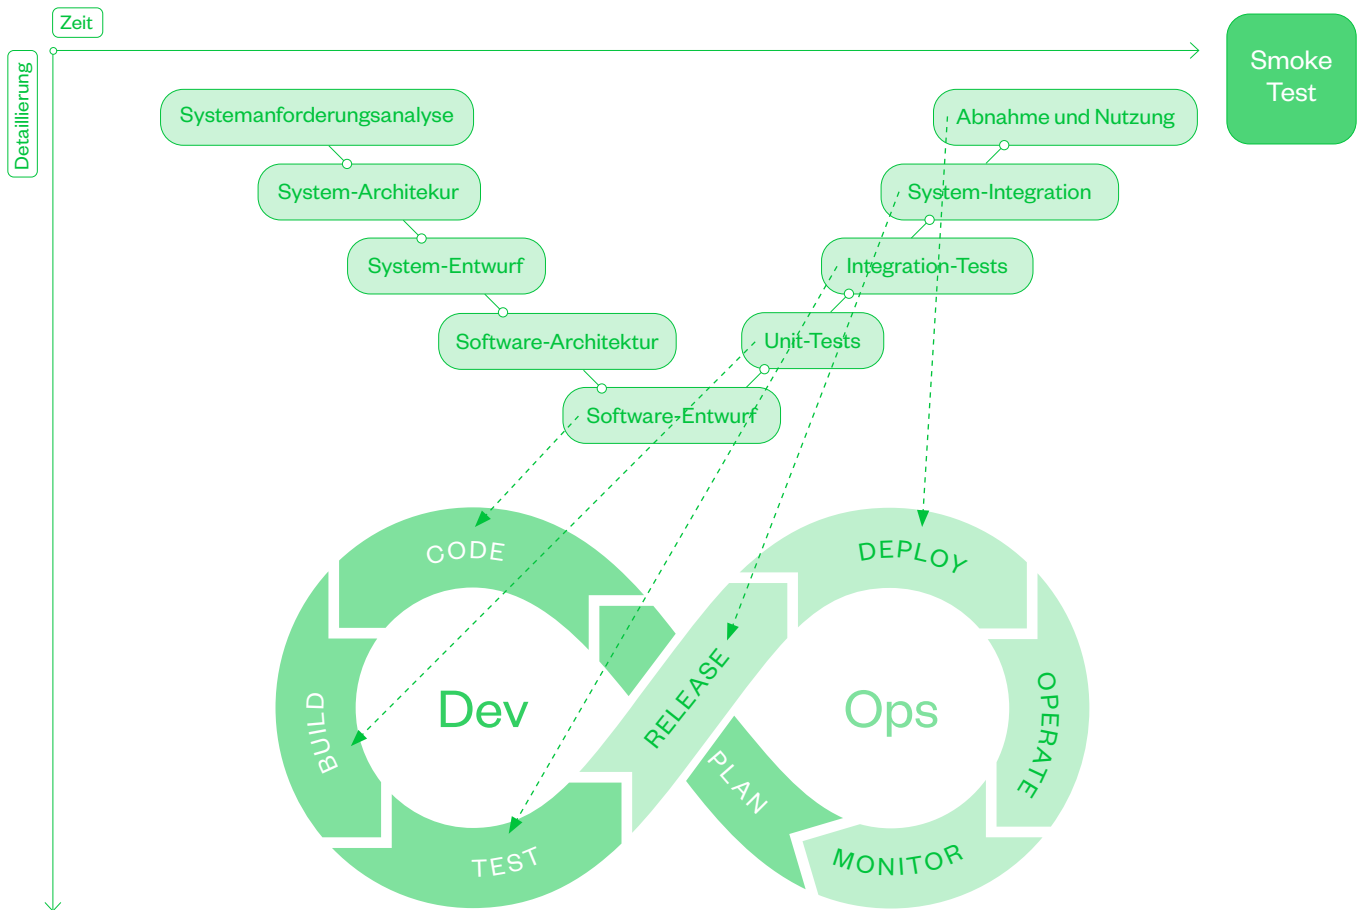 Zeit
Detaillierung
Smoke
Test
Systemanforderungsanalyse
Abnahme und Nutzung
System-Architekur
System-Integration
System-Entwurf
Integration-Tests
Software-Architektur
Unit-Tests
Software-Entwurf
CODE
DEPLOY
BUILD
Dev
RELEASE
Ops
OPERATE
PLAN
TEST
MONITOR